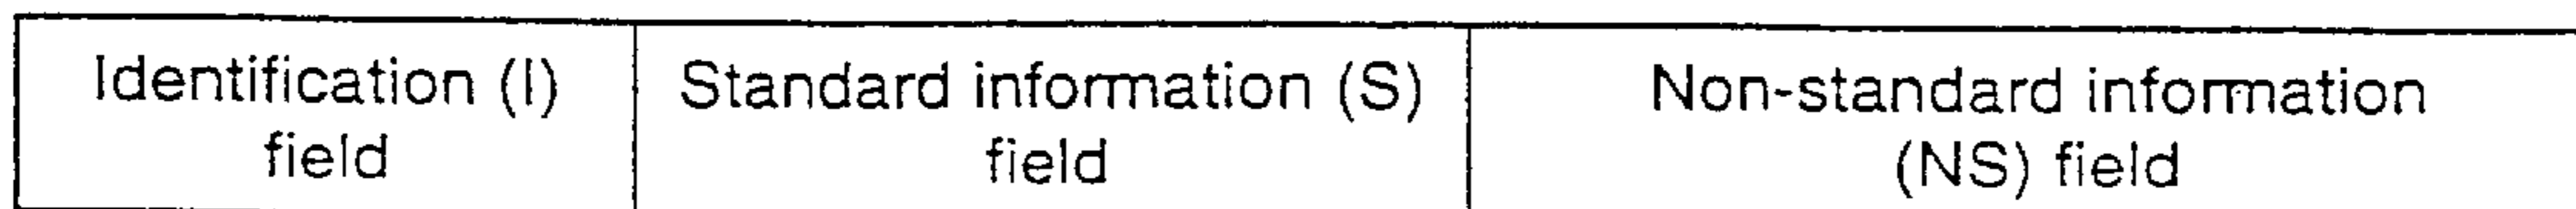 Identification (I) Standard information (S) Non-standard information
field field (NS) field